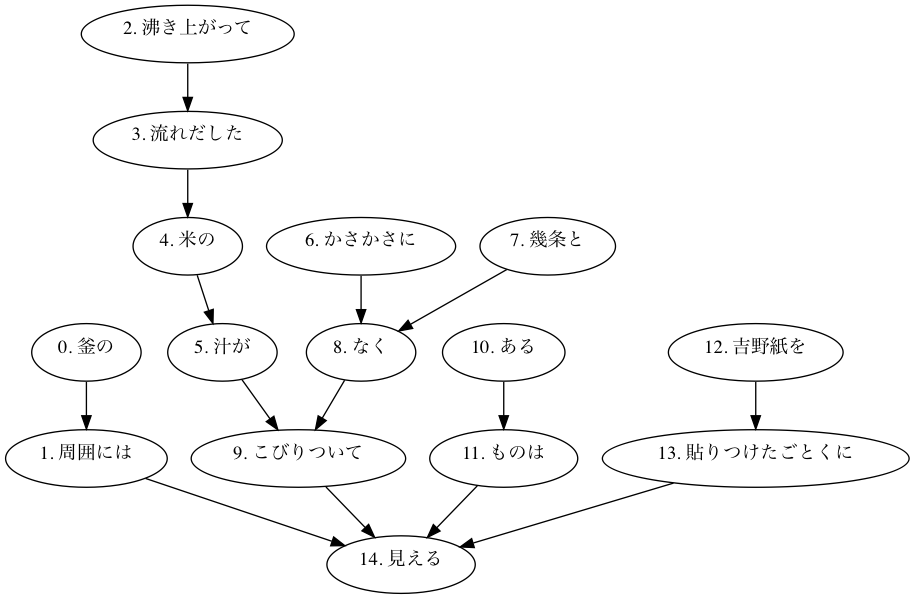 2. 沸き上がって
3. 流れだした
4. 米の
6. かさかさに
7. 幾条と
0. 釜の
5. 汁が
8. なく
10. ある
12. 吉野紙を
1. 周囲には
9. こびりついて
11. ものは
13. 貼りつけたごとくに
14. 見える